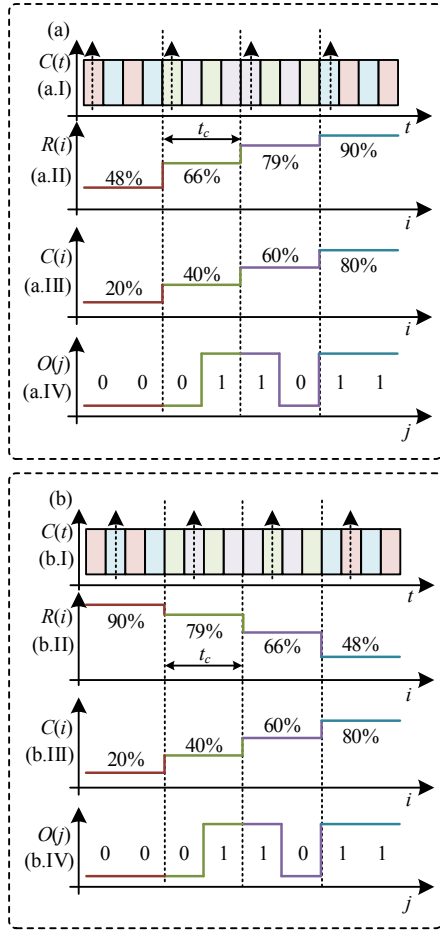 (a)
C(t)
(a.I)
t
R(i)
(a.II)
t_c
48% 66% 79% 90%
i
C(i)
(a.III)
20% 40% 60% 80%
i
O(j)
(a.IV)
0 0 0 1 1 0 1 1
j
(b)
C(t)
(b.I)
t
R(i)
(b.II)
90% 79% 66% 48%
t_c
i
C(i)
(b.III)
20% 40% 60% 80%
i
O(j)
(b.IV)
0 0 0 1 1 0 1 1
j